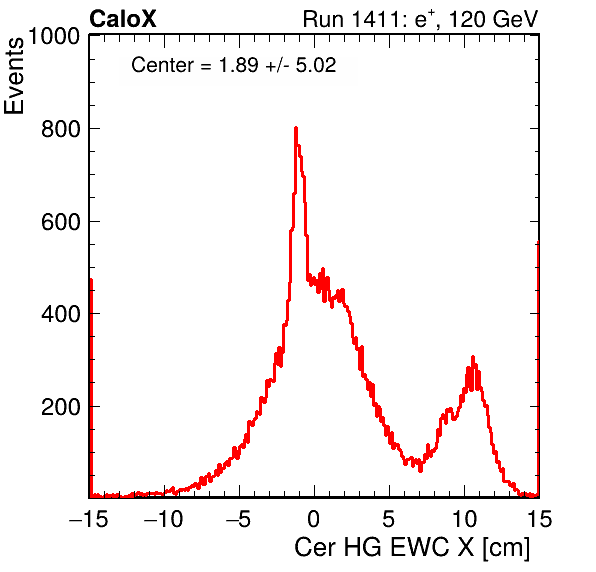 CaloX Run 1411: e+, 120 GeV
Center = 1.89 +/- 5.02
Events
1000
800
600
400
200
−15 −10 −5 0 5 10 15
Cer HG EWC X [cm]